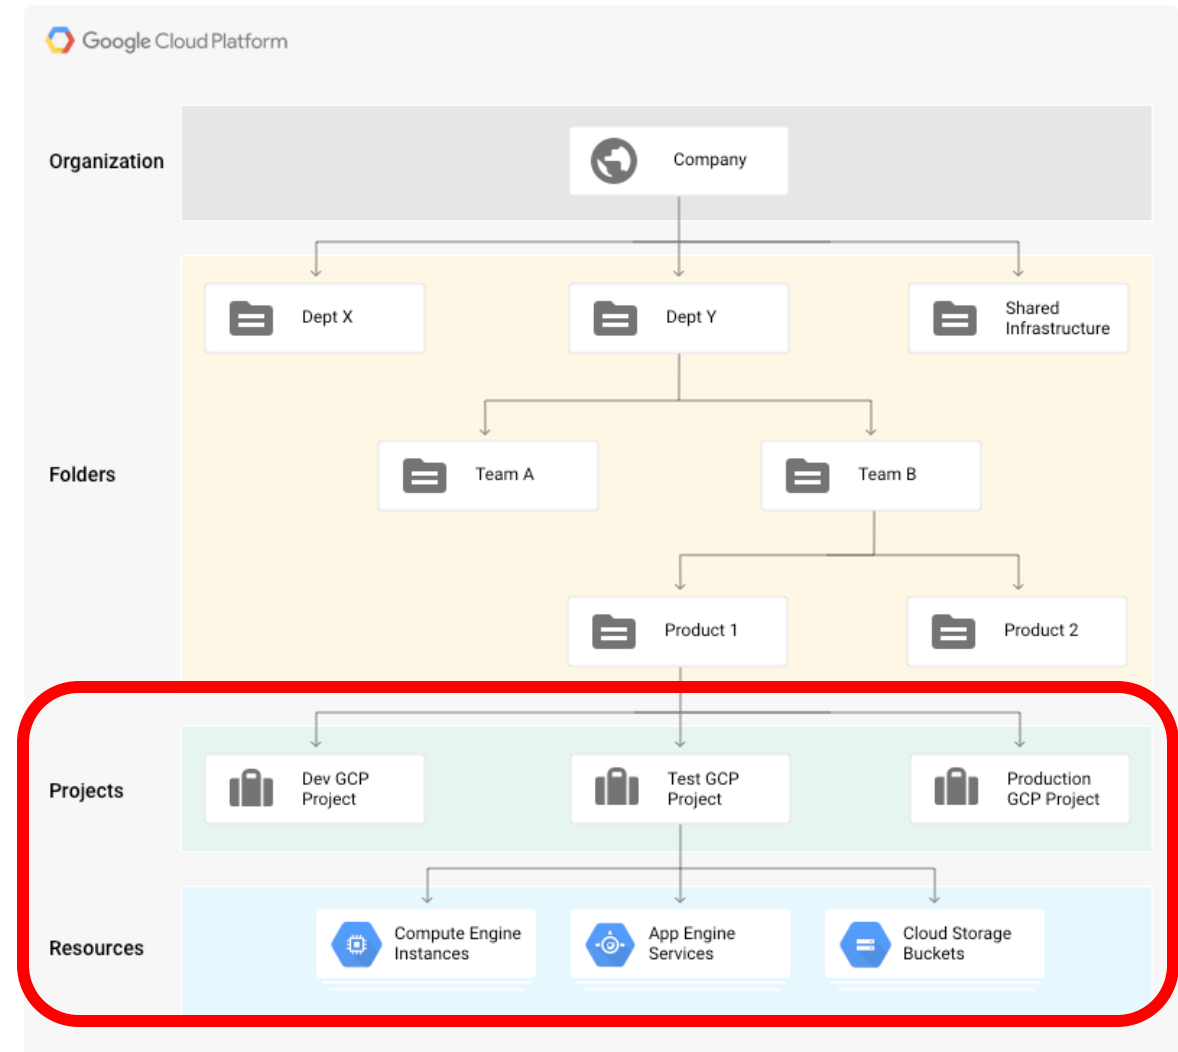 Google Cloud Platform
Organization
Company
Dept X
Dept Y
Shared
Infrastructure
Folders
Team A
Team B
Product 1
Product 2
Projects
Dev GCP
Project
Test GCP
Project
Production
GCP Project
Resources
Compute Engine
Instances
App Engine
Services
Cloud Storage
Buckets